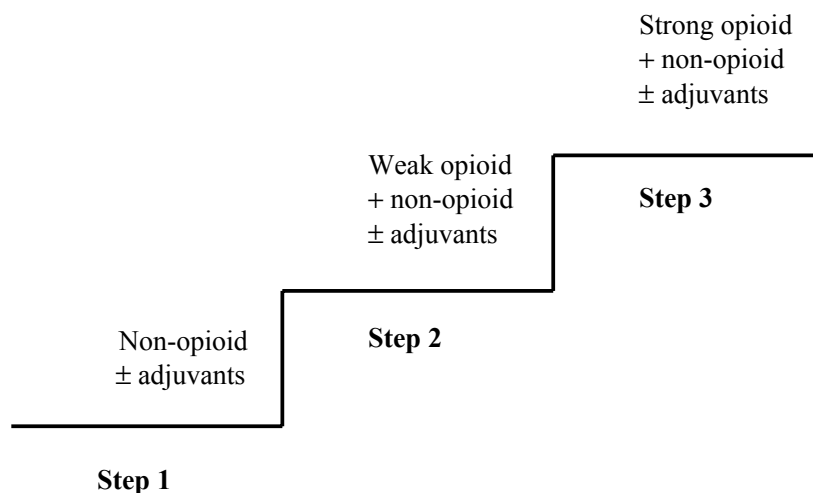 Strong opioid
+ non-opioid
± adjuvants
Step 3
Weak opioid
+ non-opioid
± adjuvants
Step 2
Non-opioid
± adjuvants
Step 1